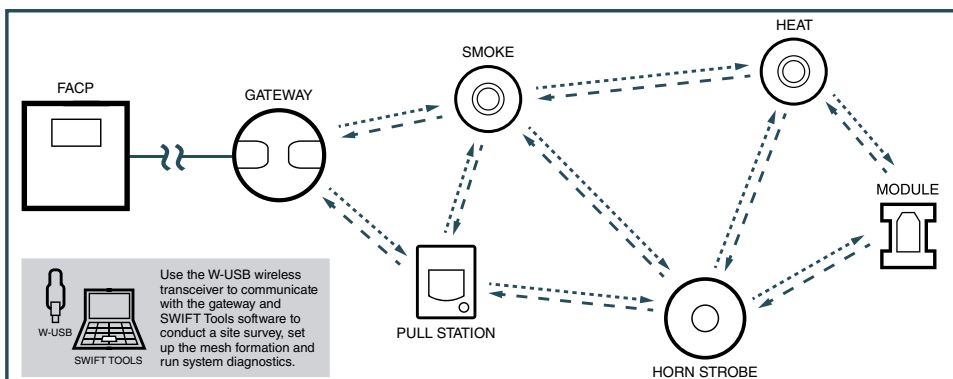 FACP
GATEWAY
SMOKE
HEAT
MODULE
PULL STATION
HORN STROBE
W-USB
SWIFT TOOLS
Use the W-USB wireless
transceiver to communicate
with the gateway and
SWIFT Tools software to
conduct a site survey, set
up the mesh formation and
run system diagnostics.